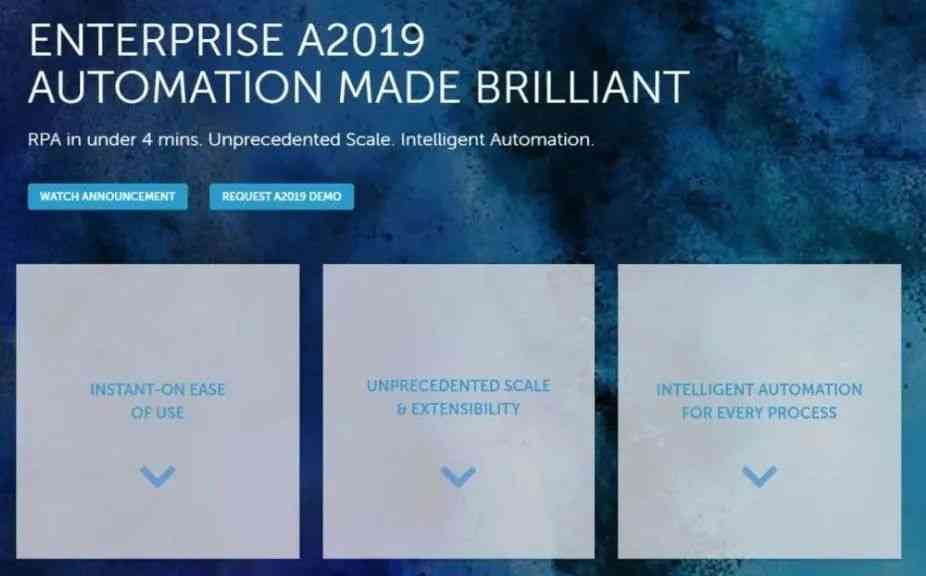 ENTERPRISE A2019
AUTOMATION MADE BRILLIANT
RPA in under 4 mins. Unprecedented Scale. Intelligent Automation.
WATCH ANNOUNCEMENT
REQUEST A2019 DEMO
INSTANT-ON EASE
OF USE
UNPRECEDENTED SCALE
& EXTENSIBILITY
INTELLIGENT AUTOMATION
FOR EVERY PROCESS